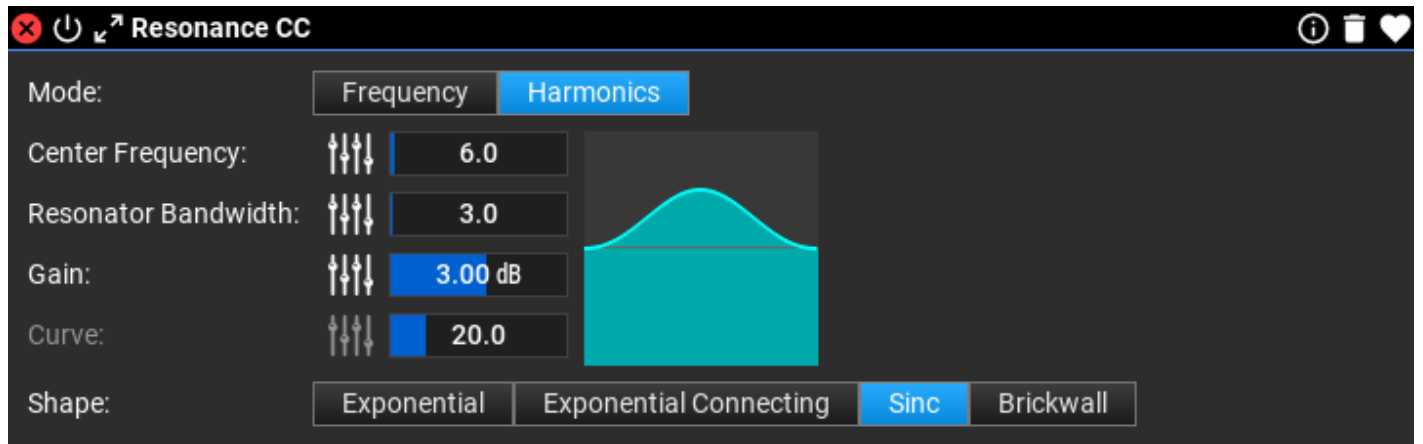 Resonance CC
Mode: Frequency Harmonics
Center Frequency: 6.0
Resonator Bandwidth: 3.0
Gain: 3.00 dB
Curve: 20.0
Shape: Exponential Exponential Connecting Sinc Brickwall